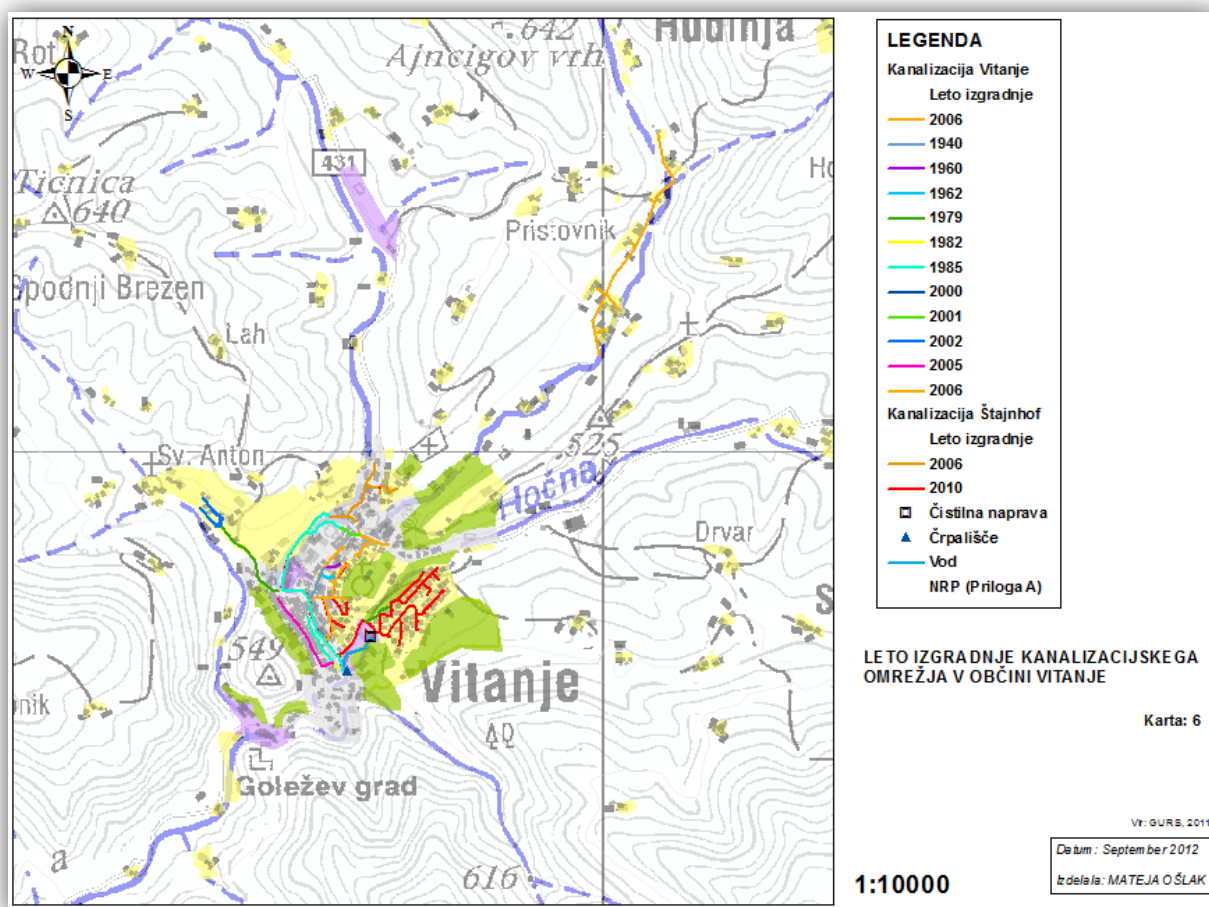 Rot
N
W
E
S
642
Ajncigov vrh
Hudinja
431
Ho
Tičnica
640
Pristovnik
Spodnji Brezen
Lah
525
Sv. Anton
Hočna
Drvar
S
549
Vitanje
nik
Goležev grad
a
616
LEGENDA
Kanalizacija Vitanje
Leto izgradnje
2006
1940
1960
1962
1979
1982
1985
2000
2001
2002
2005
2006
Kanalizacija Štajnhof
Leto izgradnje
2006
2010
Čistilna naprava
Črpališče
Vod
NRP (Priloga A)
LETO IZGRADNJE KANALIZACIJSKEGA
OMREŽJA V OBČINI VITANJE
Karta: 6
Vir: GURS, 2011
Datum: September 2012
Izdelala: MATEJA OŠLAK
1:10000